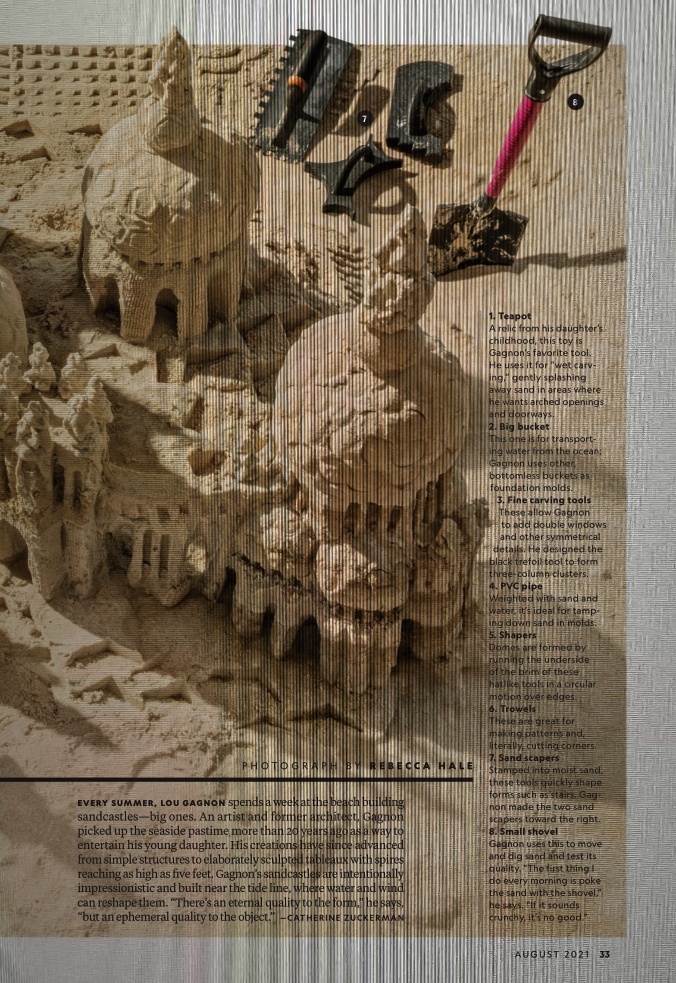 7
8
1. Teapot
A relic from his daughter's
childhood, this toy is
Gagnon's favorite tool.
He uses it for "wet carv-
ing," gently splashing
away sand in areas where
he wants arched openings
and doorways.
2. Big bucket
This one is for transport-
ing water from the ocean;
Gagnon uses other,
bottomless buckets as
foundation molds.
3. Fine carving tools
These allow Gagnon
to add double windows
and other symmetrical
details. He designed the
black trefoil tool to form
three-column clusters.
4. PVC pipe
Weighted with sand and
water, it's ideal for tamp-
ing down sand in molds.
5. Shapers
Domes are formed by
running the underside
of the brim of these
hatlike tools in a circular
motion over edges.
6. Trowels
These are great for
making patterns and,
literally, cutting corners.
7. Sand scapers
Stamped into moist sand,
these tools quickly shape
forms such as stairs. Gag-
non made the two sand
scapers toward the right.
8. Small shovel
Gagnon uses this to move
and dig sand and test its
quality. "The first thing I
do every morning is poke
the sand with the shovel,"
he says. "If it sounds
crunchy, it's no good."
PHOTOGRAPH BY REBECCA HALE
EVERY SUMMER, LOU GAGNON spends a week at the beach building
sandcastles—big ones. An artist and former architect, Gagnon
picked up the seaside pastime more than 20 years ago as a way to
entertain his young daughter. His creations have since advanced
from simple structures to elaborately sculpted tableaux with spires
reaching as high as five feet. Gagnon's sandcastles are intentionally
impressionistic and built near the tide line, where water and wind
can reshape them. "There's an eternal quality to the form," he says,
"but an ephemeral quality to the object." —CATHERINE ZUCKERMAN
AUGUST 2021 33